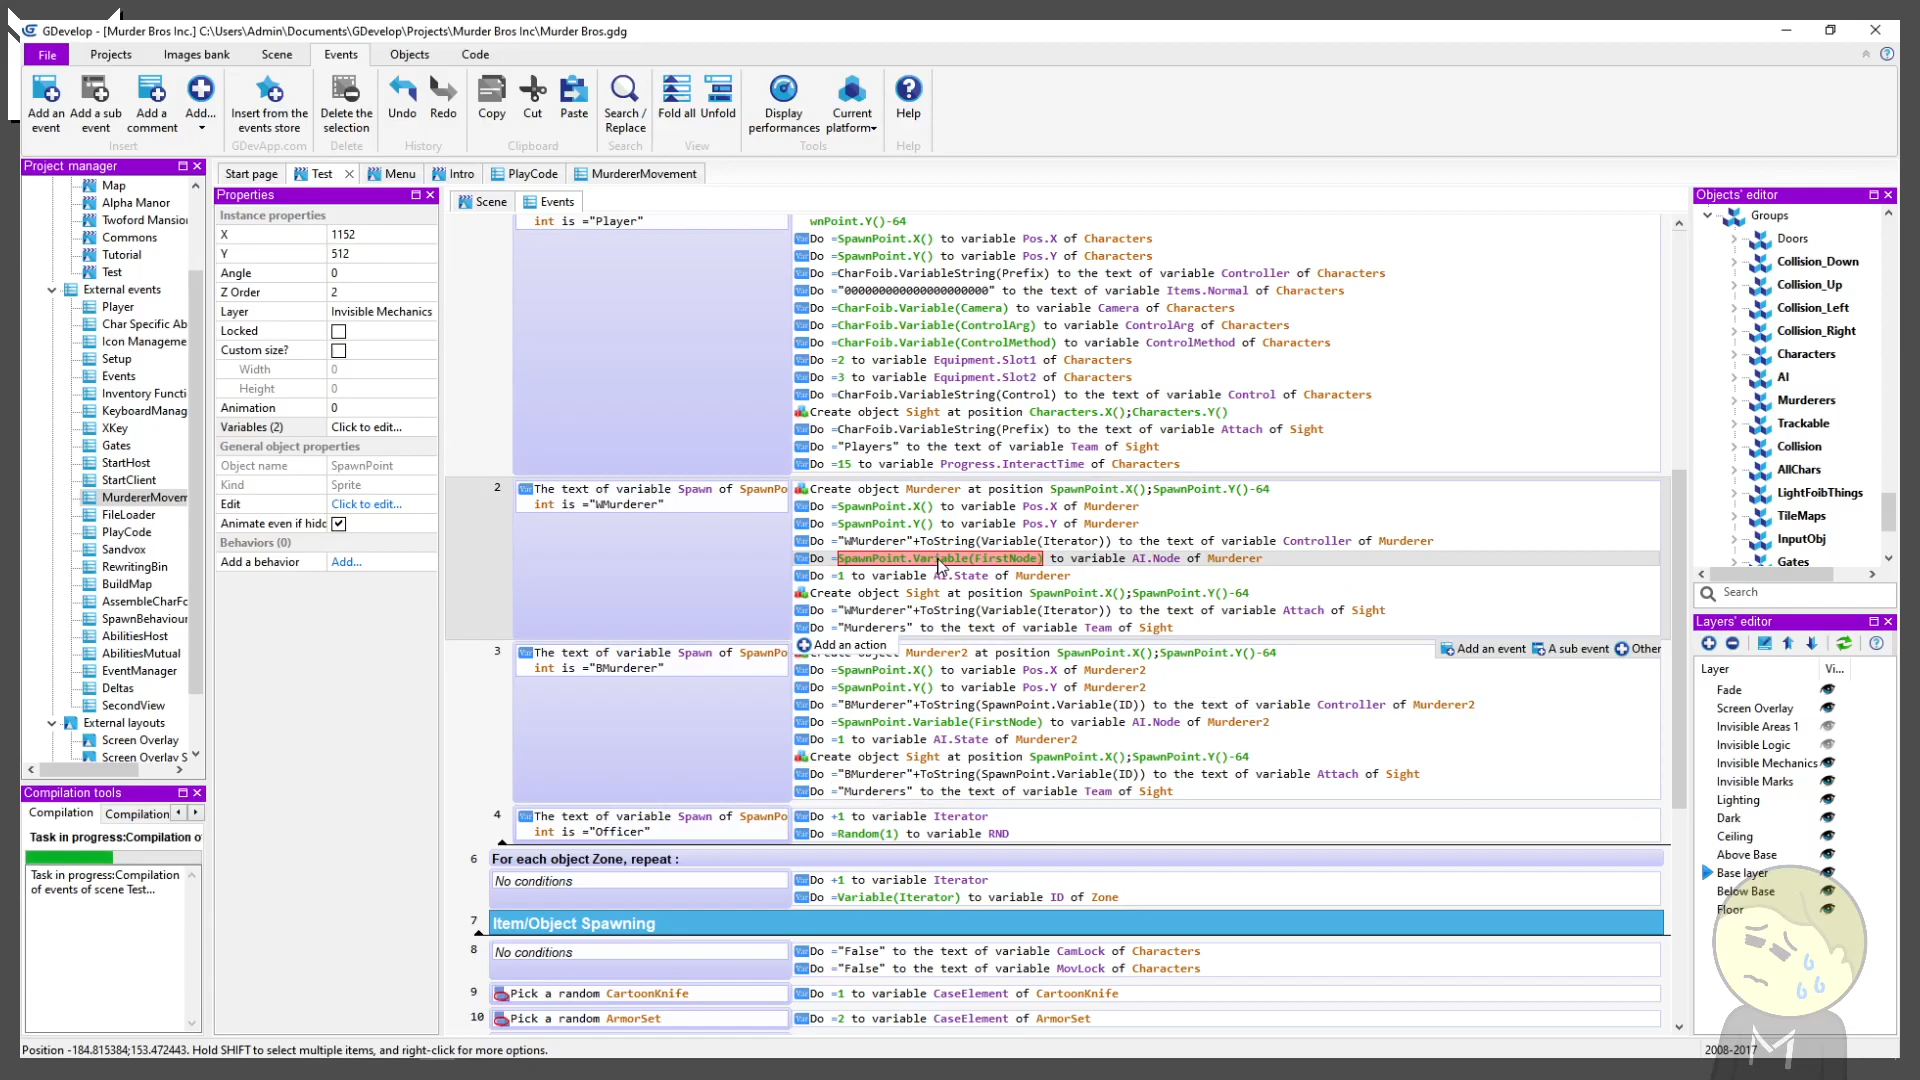 GDevelop - [Murder Bros Inc.] C:\Users\Admin\Documents\GDevelop\Projects\Murder Bros Inc\Murder Bros.gdg
File Projects Images bank Scene Events Objects Code
Add an event
Add a sub event
Add a comment
Add...
Insert from the events store
Delete the selection
Undo
Redo
Copy
Cut
Paste
Search / Replace
Fold all
Unfold
Display performances
Current platform
Help
Insert GDevApp.com Delete History Clipboard Search View Tools Help
Project manager
Map
Alpha Manor
Twoford Mansio
Commons
Tutorial
Test
External events
Player
Char Specific Ab
Icon Manageme
Setup
Events
Inventory Functi
KeyboardManag
XKey
Gates
StartHost
StartClient
MurdererMovem
FileLoader
PlayCode
Sandvox
RewritingBin
BuildMap
AssembleCharFo
SpawnBehaviour
AbilitiesHost
AbilitiesMutual
EventManager
Deltas
SecondView
External layouts
Screen Overlay
Screen Overlay S
Compilation tools
Compilation Compilation
Task in progress:Compilation o
Task in progress:Compilation
of events of scene Test...
Start page Test Menu Intro PlayCode MurdererMovement
Properties
Instance properties
X 1152
Y 512
Angle 0
Z Order 2
Layer Invisible Mechanics
Locked
Custom size?
Width 0
Height 0
Animation 0
Variables (2) Click to edit...
General object properties
Object name SpawnPoint
Kind Sprite
Edit Click to edit...
Animate even if hidd
Behaviors (0)
Add a behavior Add...
Scene Events
int is ="Player"
wnPoint.Y()-64
Do =SpawnPoint.X() to variable Pos.X of Characters
Do =SpawnPoint.Y() to variable Pos.Y of Characters
Do =CharFoib.VariableString(Prefix) to the text of variable Controller of Characters
Do ="000000000000000000000" to the text of variable Items.Normal of Characters
Do =CharFoib.Variable(Camera) to variable Camera of Characters
Do =CharFoib.Variable(ControlArg) to variable ControlArg of Characters
Do =CharFoib.Variable(ControlMethod) to variable ControlMethod of Characters
Do =2 to variable Equipment.Slot1 of Characters
Do =3 to variable Equipment.Slot2 of Characters
Do =CharFoib.VariableString(Control) to the text of variable Control of Characters
Create object Sight at position Characters.X();Characters.Y()
Do =CharFoib.VariableString(Prefix) to the text of variable Attach of Sight
Do ="Players" to the text of variable Team of Sight
Do =15 to variable Progress.InteractTime of Characters
2
The text of variable Spawn of SpawnPo
int is ="WMurderer"
Create object Murderer at position SpawnPoint.X();SpawnPoint.Y()-64
Do =SpawnPoint.X() to variable Pos.X of Murderer
Do =SpawnPoint.Y() to variable Pos.Y of Murderer
Do ="WMurderer"+ToString(Variable(Iterator)) to the text of variable Controller of Murderer
Do =SpawnPoint.Variable(FirstNode) to variable AI.Node of Murderer
Do =1 to variable AI.State of Murderer
Create object Sight at position SpawnPoint.X();SpawnPoint.Y()-64
Do ="WMurderer"+ToString(Variable(Iterator)) to the text of variable Attach of Sight
Do ="Murderers" to the text of variable Team of Sight
Add an action
Add an event A sub event Other
3
The text of variable Spawn of SpawnPo
int is ="BMurderer"
Create object Murderer2 at position SpawnPoint.X();SpawnPoint.Y()-64
Do =SpawnPoint.X() to variable Pos.X of Murderer2
Do =SpawnPoint.Y() to variable Pos.Y of Murderer2
Do ="BMurderer"+ToString(SpawnPoint.Variable(ID)) to the text of variable Controller of Murderer2
Do =SpawnPoint.Variable(FirstNode) to variable AI.Node of Murderer2
Do =1 to variable AI.State of Murderer2
Create object Sight at position SpawnPoint.X();SpawnPoint.Y()-64
Do ="BMurderer"+ToString(SpawnPoint.Variable(ID)) to the text of variable Attach of Sight
Do ="Murderers" to the text of variable Team of Sight
4
The text of variable Spawn of SpawnPo
int is ="Officer"
Do +1 to variable Iterator
Do =Random(1) to variable RND
6 For each object Zone, repeat :
No conditions
Do +1 to variable Iterator
Do =Variable(Iterator) to variable ID of Zone
7 Item/Object Spawning
8 No conditions
Do ="False" to the text of variable CamLock of Characters
Do ="False" to the text of variable MovLock of Characters
9 Pick a random CartoonKnife Do =1 to variable CaseElement of CartoonKnife
10 Pick a random ArmorSet Do =2 to variable CaseElement of ArmorSet
Objects' editor
Groups
Doors
Collision_Down
Collision_Up
Collision_Left
Collision_Right
Characters
AI
Murderers
Trackable
Collision
AllChars
LightFoibThings
TileMaps
InputObj
Gates
Search
Layers' editor
Layer Vi...
Fade
Screen Overlay
Invisible Areas 1
Invisible Logic
Invisible Mechanics
Invisible Marks
Lighting
Dark
Ceiling
Above Base
Base layer
Below Base
Floor
Position -184.815384;153.472443. Hold SHIFT to select multiple items, and right-click for more options.
2008-2017